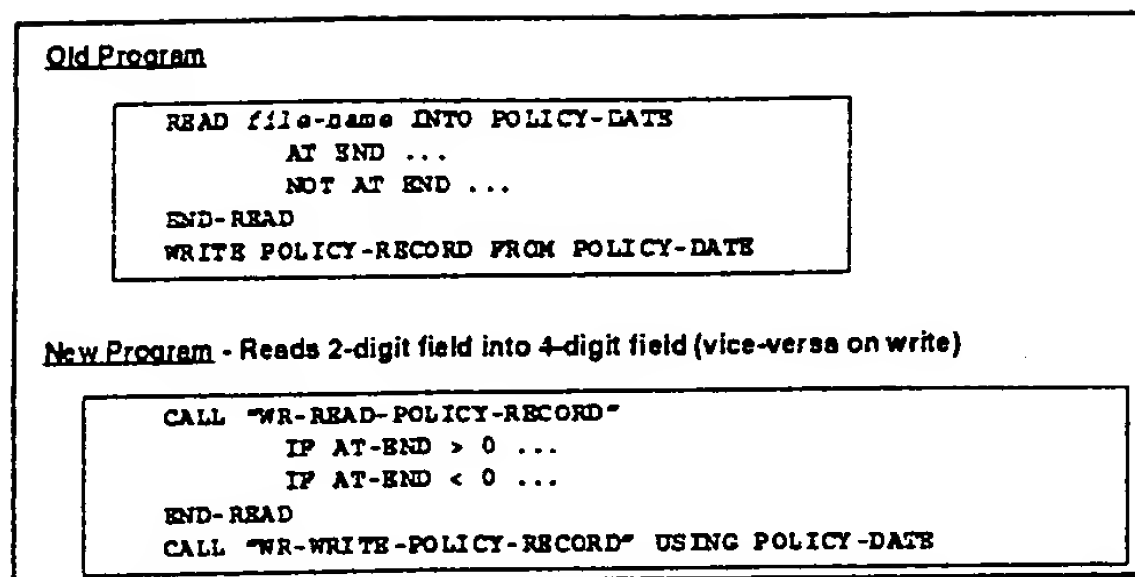 Old Program
READ file-name INTO POLICY-DATE
AT END ...
NOT AT END ...
END-READ
WRITE POLICY-RECORD FROM POLICY-DATE
New Program - Reads 2-digit field into 4-digit field (vice-versa on write)
CALL "WR-READ-POLICY-RECORD"
IF AT-END > 0 ...
IF AT-END < 0 ...
END-READ
CALL "WR-WRITE-POLICY-RECORD" USING POLICY-DATE